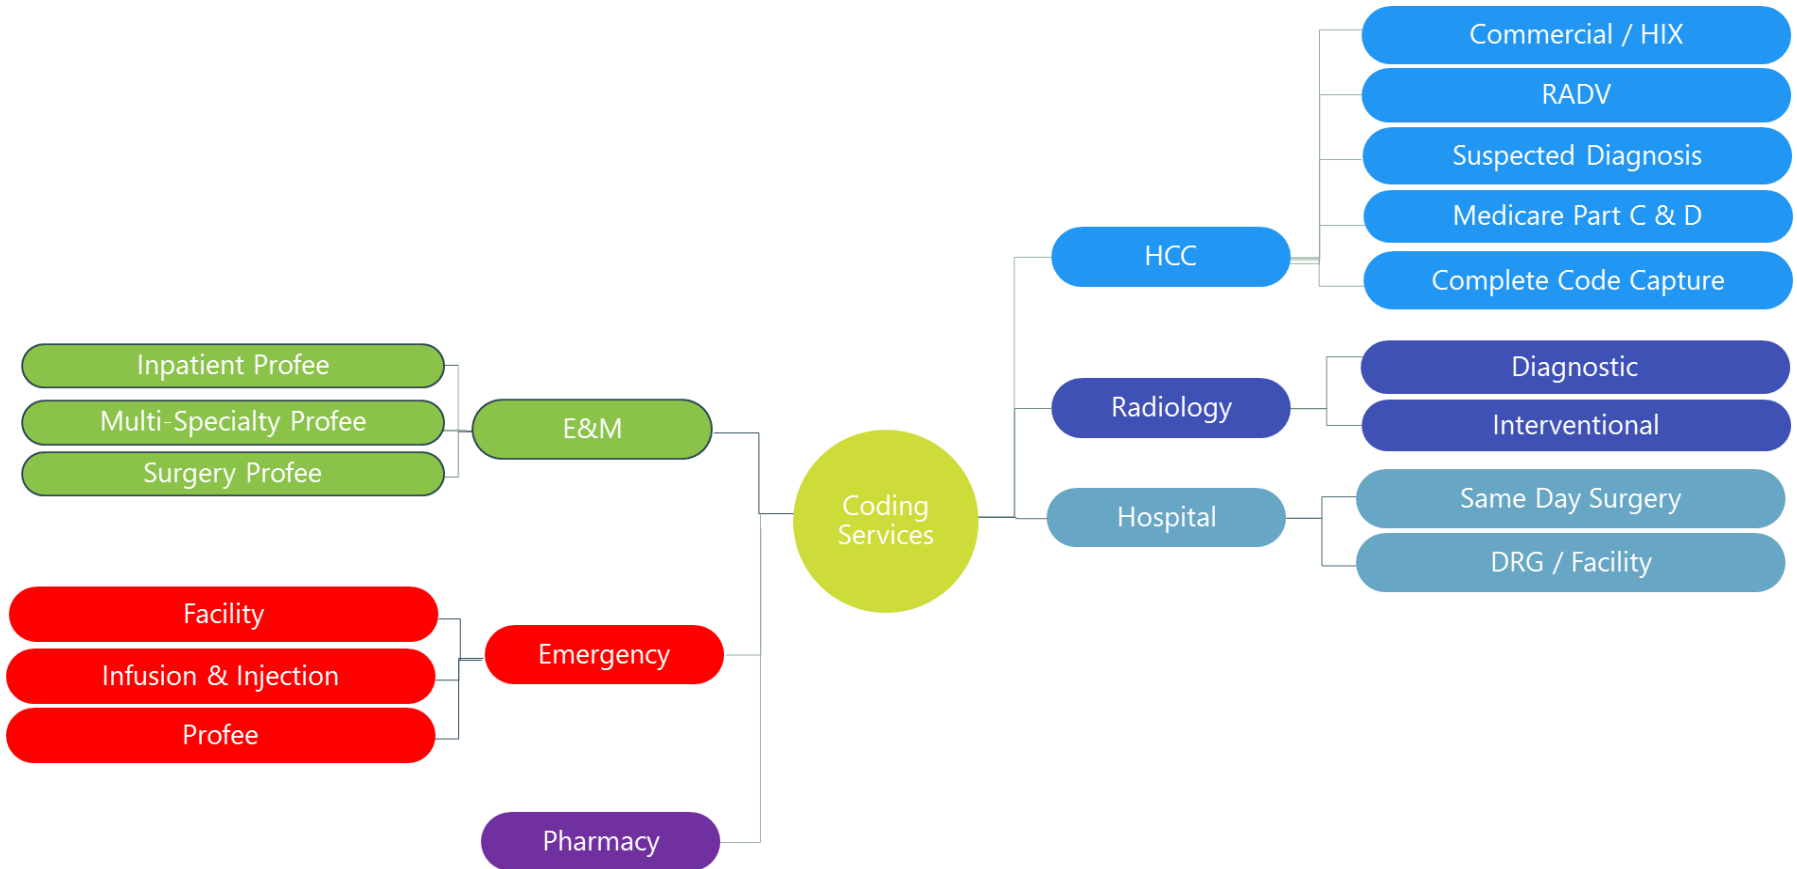 Commercial / HIX
RADV
Suspected Diagnosis
Medicare Part C & D
Complete Code Capture
HCC
Diagnostic
Interventional
Radiology
Same Day Surgery
DRG / Facility
Hospital
Coding
Services
Inpatient Profee
Multi-Specialty Profee
Surgery Profee
E&M
Facility
Infusion & Injection
Profee
Emergency
Pharmacy